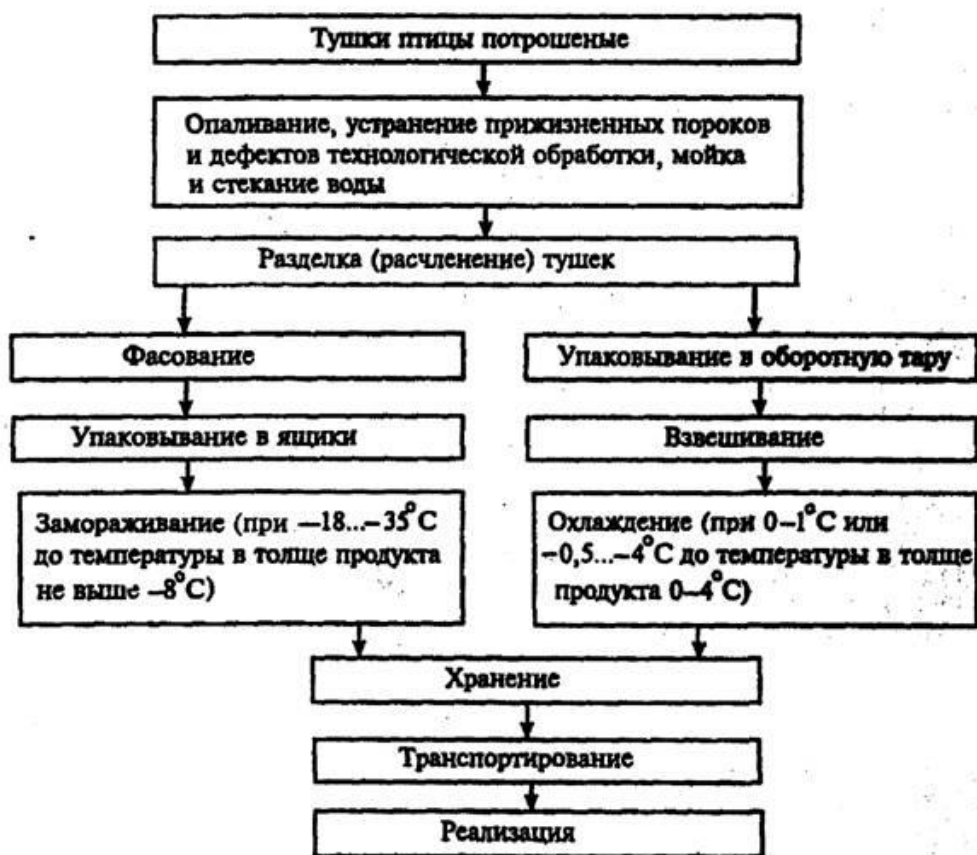 Тушки птицы потрошеные
Опаливание, устранение прижизненных пороков
и дефектов технологической обработки, мойка
и стекание воды
Разделка (расчленение) тушек
Фасование
Упаковывание в ящики
Замораживание (при −18...−35°С
до температуры в толще продукта
не выше −8°С)
Упаковывание в оборотную тару
Взвешивание
Охлаждение (при 0−1°С или
−0,5...−4°С до температуры в толще
продукта 0−4°С)
Хранение
Транспортирование
Реализация